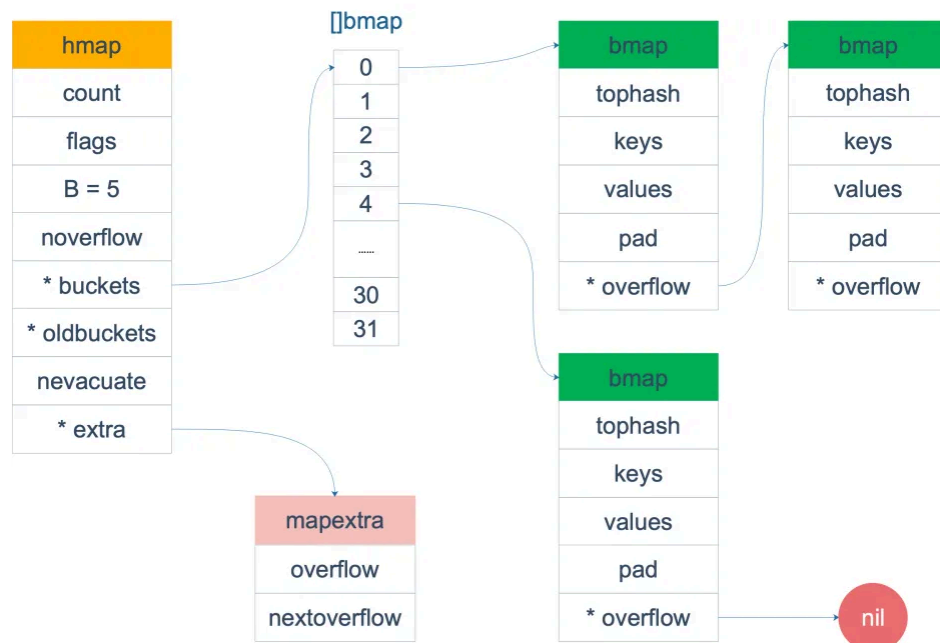 hmap
count
flags
B = 5
noverflow
* buckets
* oldbuckets
nevacuate
* extra
[]bmap
0
1
2
3
4
......
30
31
bmap
tophash
keys
values
pad
* overflow
bmap
tophash
keys
values
pad
* overflow
bmap
tophash
keys
values
pad
* overflow
nil
mapextra
overflow
nextoverflow